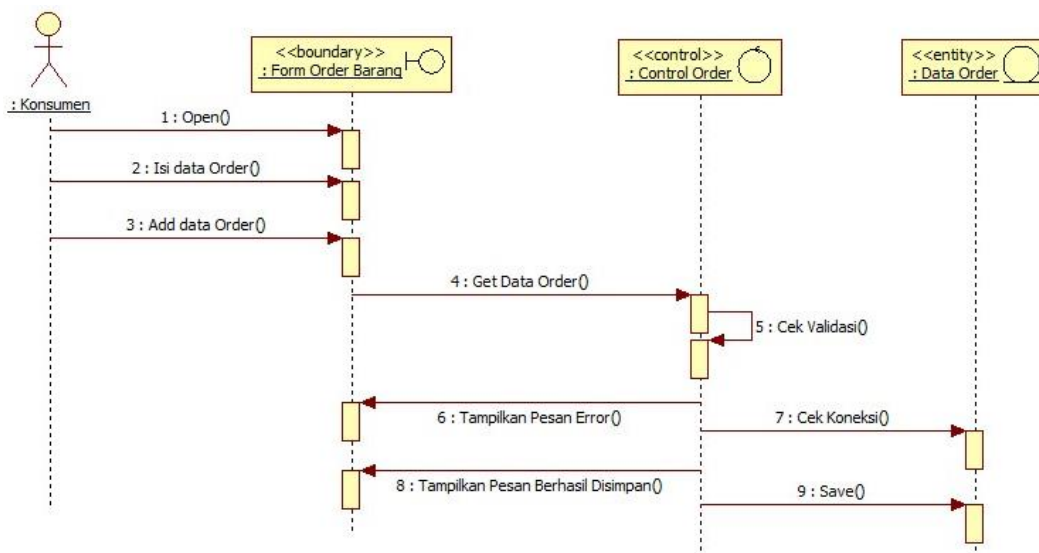 <<boundary>>
: Form Order Barang
<<control>>
: Control Order
<<entity>>
: Data Order
: Konsumen
1 : Open()
2 : Isi data Order()
3 : Add data Order()
4 : Get Data Order()
5 : Cek Validasi()
6 : Tampilkan Pesan Error()
7 : Cek Koneksi()
8 : Tampilkan Pesan Berhasil Disimpan()
9 : Save()